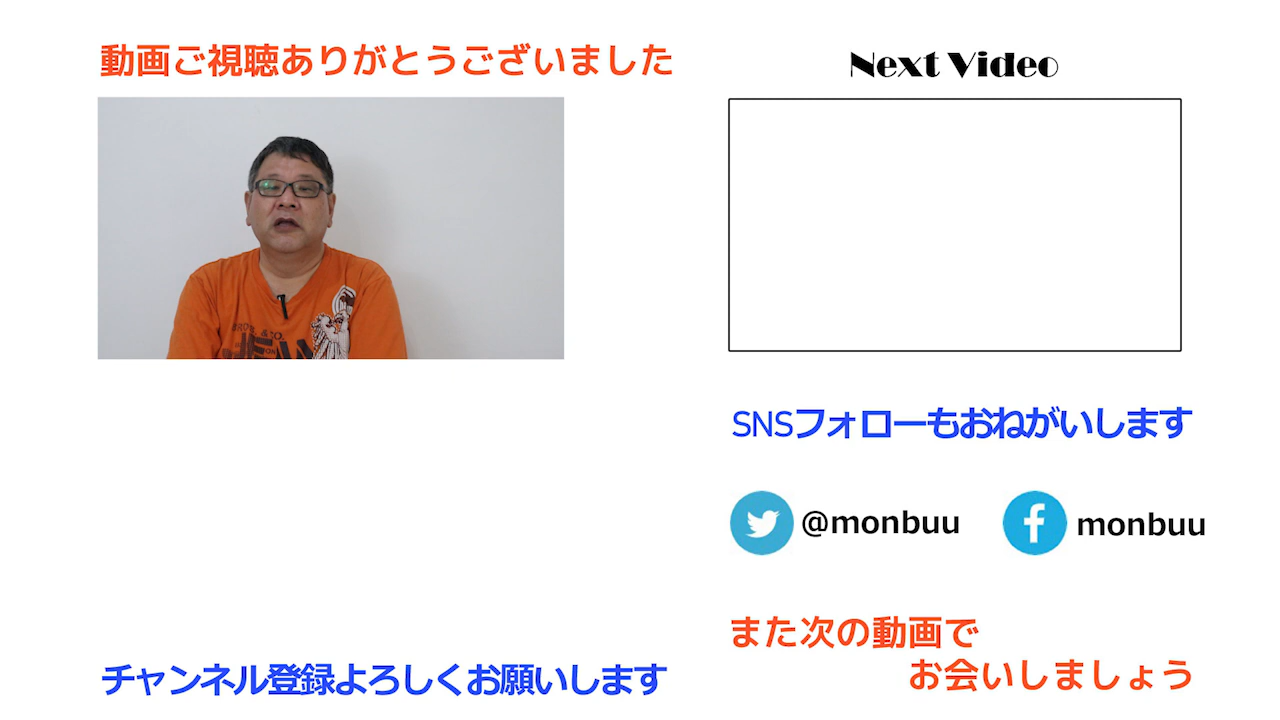 動画ご視聴ありがとうございました
Next Video
SNSフォローもおねがいします
@monbuu
monbuu
また次の動画で
お会いしましょう
チャンネル登録よろしくお願いします